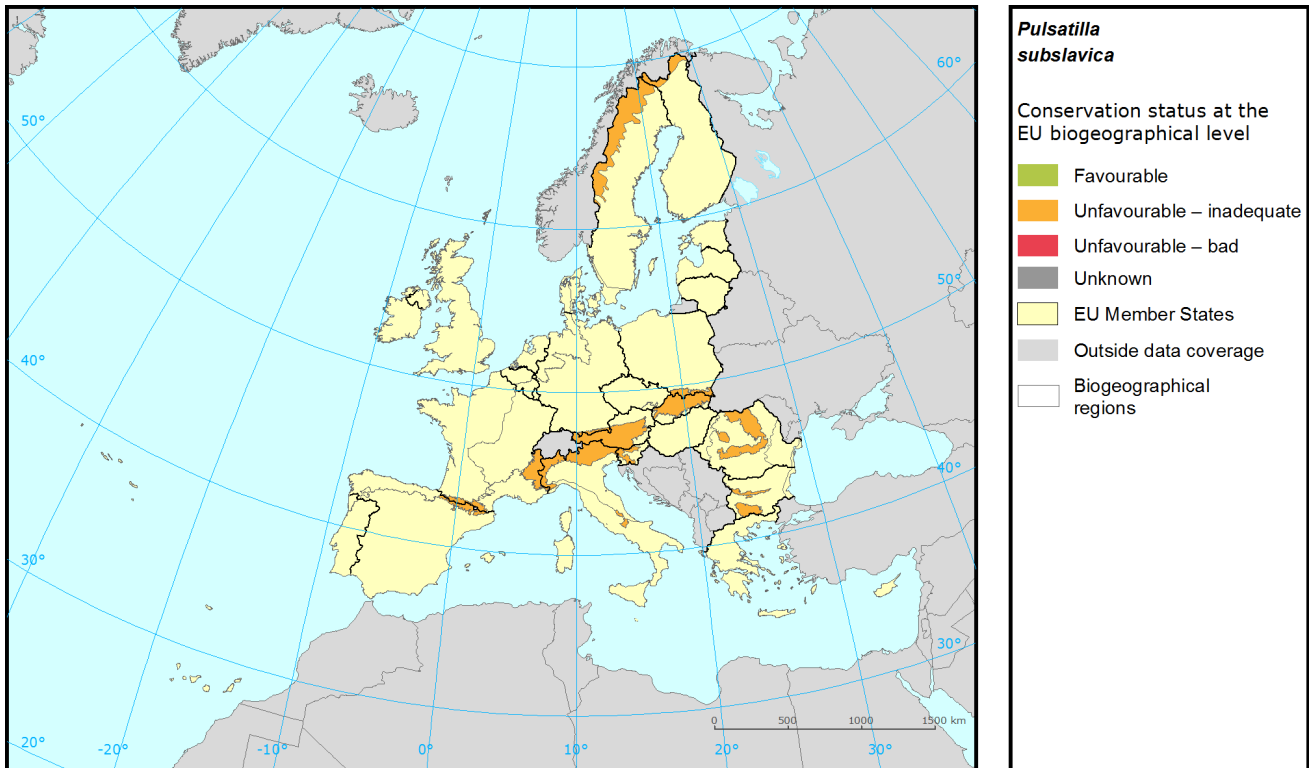 60°
50°
50°
40°
40°
30°
30°
20°
-20°
-10°
0°
10°
20°
30°
0
500
1000
1500 km
Pulsatilla
subslavica
Conservation status at the
EU biogeographical level
Favourable
Unfavourable – inadequate
Unfavourable – bad
Unknown
EU Member States
Outside data coverage
Biogeographical
regions